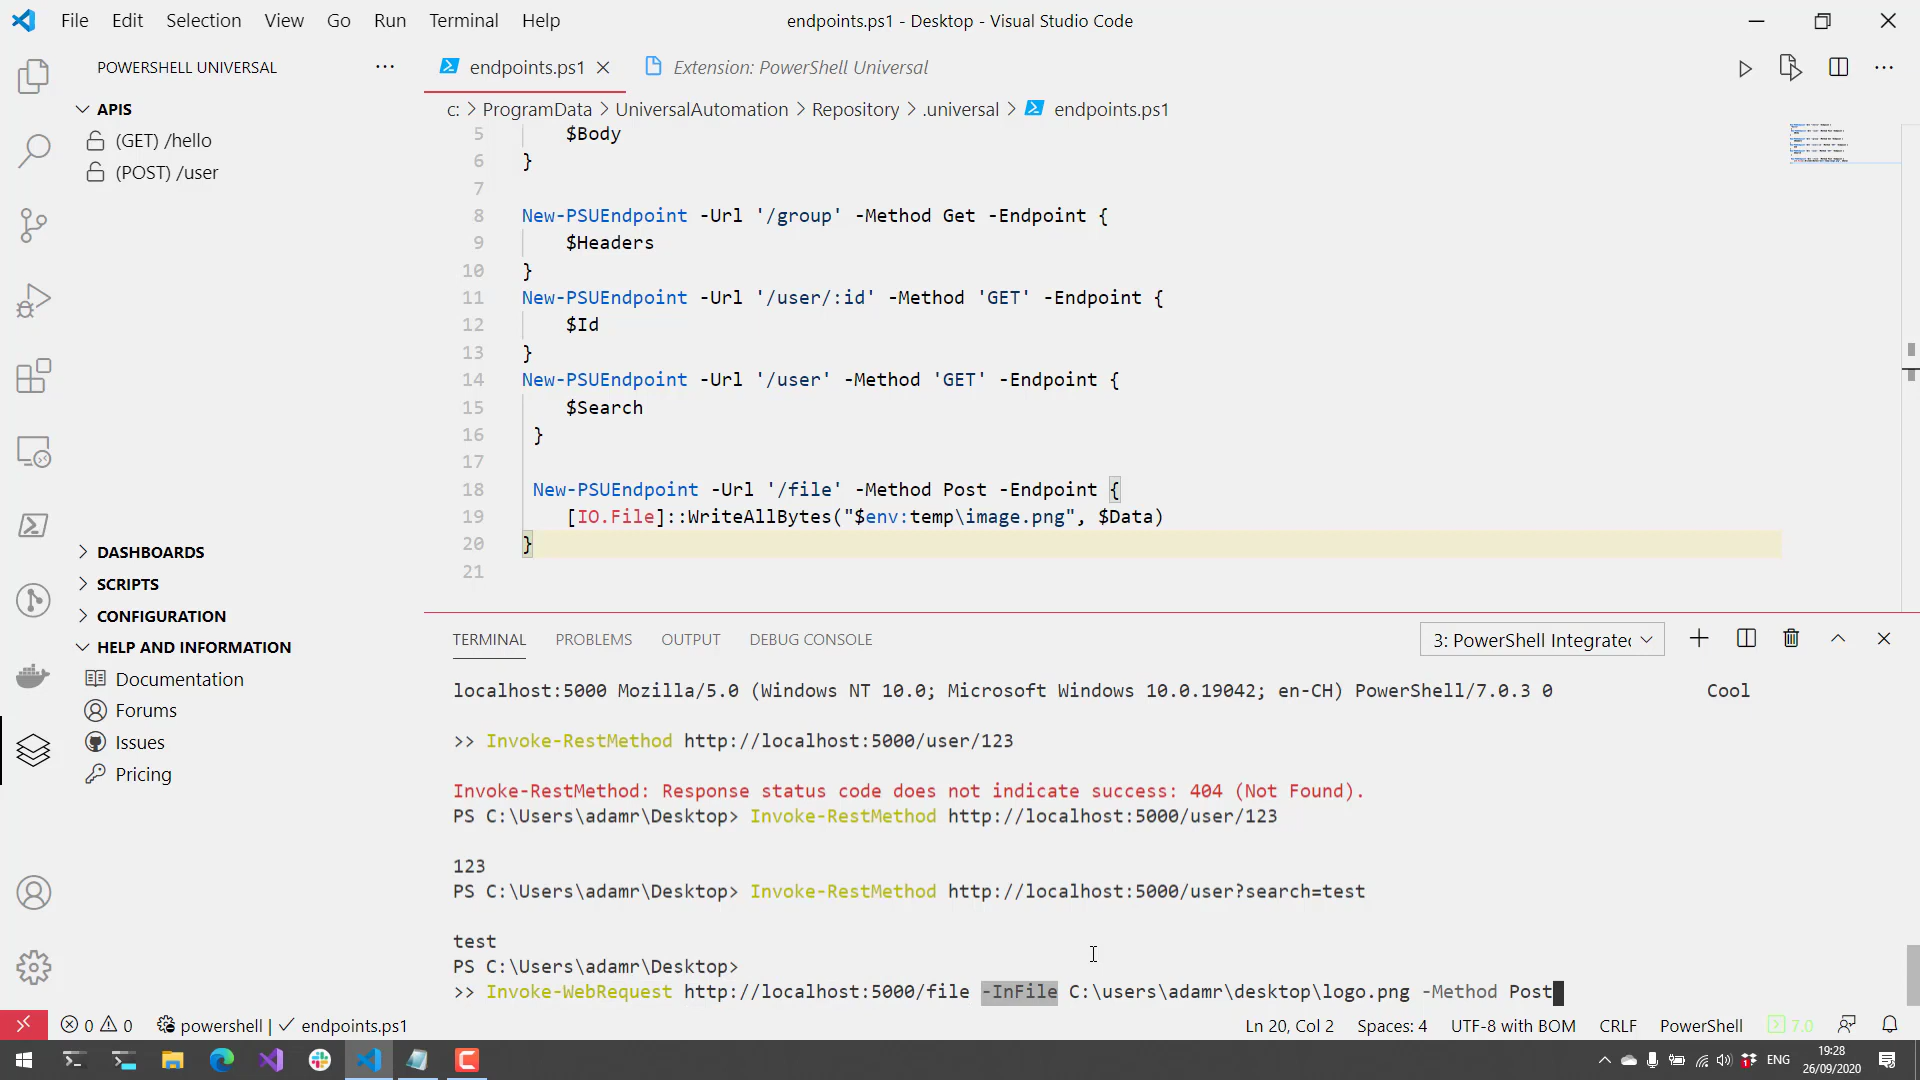 File Edit Selection View Go Run Terminal Help
endpoints.ps1 - Desktop - Visual Studio Code
POWERSHELL UNIVERSAL
APIS
(GET) /hello
(POST) /user
DASHBOARDS
SCRIPTS
CONFIGURATION
HELP AND INFORMATION
Documentation
Forums
Issues
Pricing
endpoints.ps1
Extension: PowerShell Universal
c: > ProgramData > UniversalAutomation > Repository > .universal > endpoints.ps1
5 $Body
6 }
7
8 New-PSUEndpoint -Url '/group' -Method Get -Endpoint {
9 $Headers
10 }
11 New-PSUEndpoint -Url '/user/:id' -Method 'GET' -Endpoint {
12 $Id
13 }
14 New-PSUEndpoint -Url '/user' -Method 'GET' -Endpoint {
15 $Search
16 }
17
18 New-PSUEndpoint -Url '/file' -Method Post -Endpoint {
19 [IO.File]::WriteAllBytes("$env:temp\image.png", $Data)
20 }
21
TERMINAL PROBLEMS OUTPUT DEBUG CONSOLE
3: PowerShell Integrated
localhost:5000 Mozilla/5.0 (Windows NT 10.0; Microsoft Windows 10.0.19042; en-CH) PowerShell/7.0.3 0 Cool
>> Invoke-RestMethod http://localhost:5000/user/123
Invoke-RestMethod: Response status code does not indicate success: 404 (Not Found).
PS C:\Users\adamr\Desktop> Invoke-RestMethod http://localhost:5000/user/123
123
PS C:\Users\adamr\Desktop> Invoke-RestMethod http://localhost:5000/user?search=test
test
PS C:\Users\adamr\Desktop>
>> Invoke-WebRequest http://localhost:5000/file -InFile C:\users\adamr\desktop\logo.png -Method Post
0 0 powershell | endpoints.ps1
Ln 20, Col 2 Spaces: 4 UTF-8 with BOM CRLF PowerShell 7.0
ENG
19:28
26/09/2020